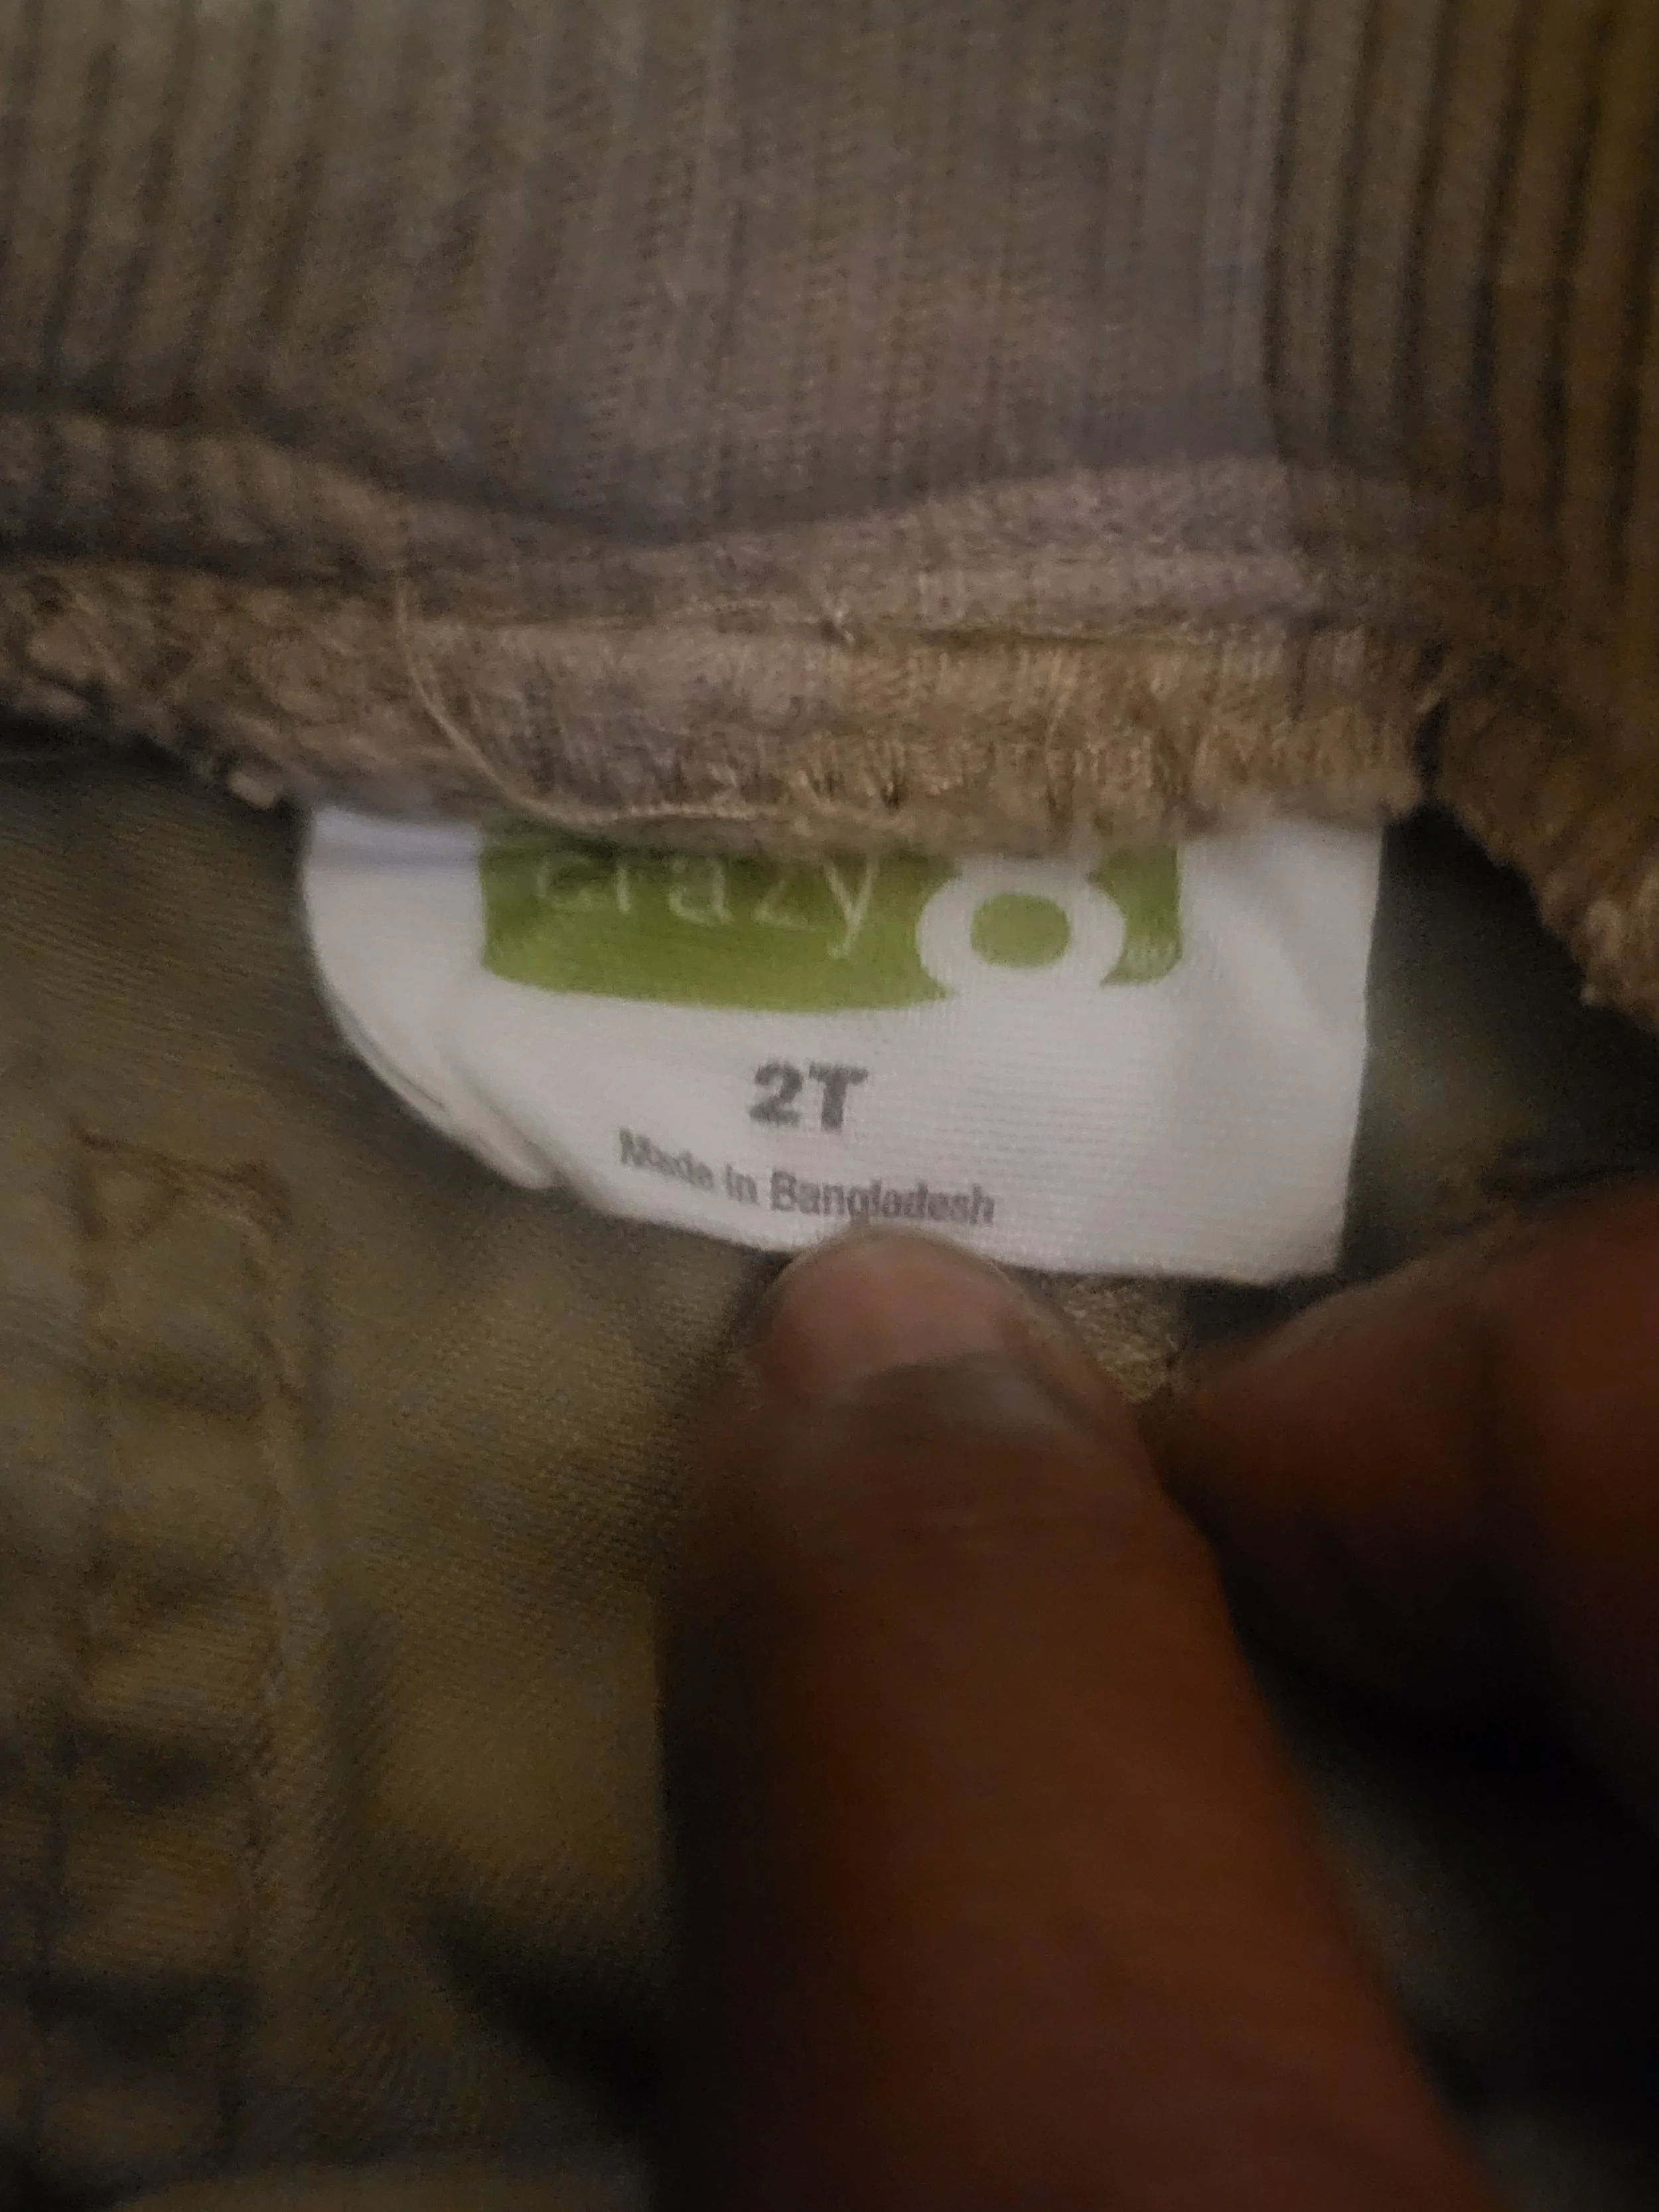 crazy 8
2T
Made in Bangladesh